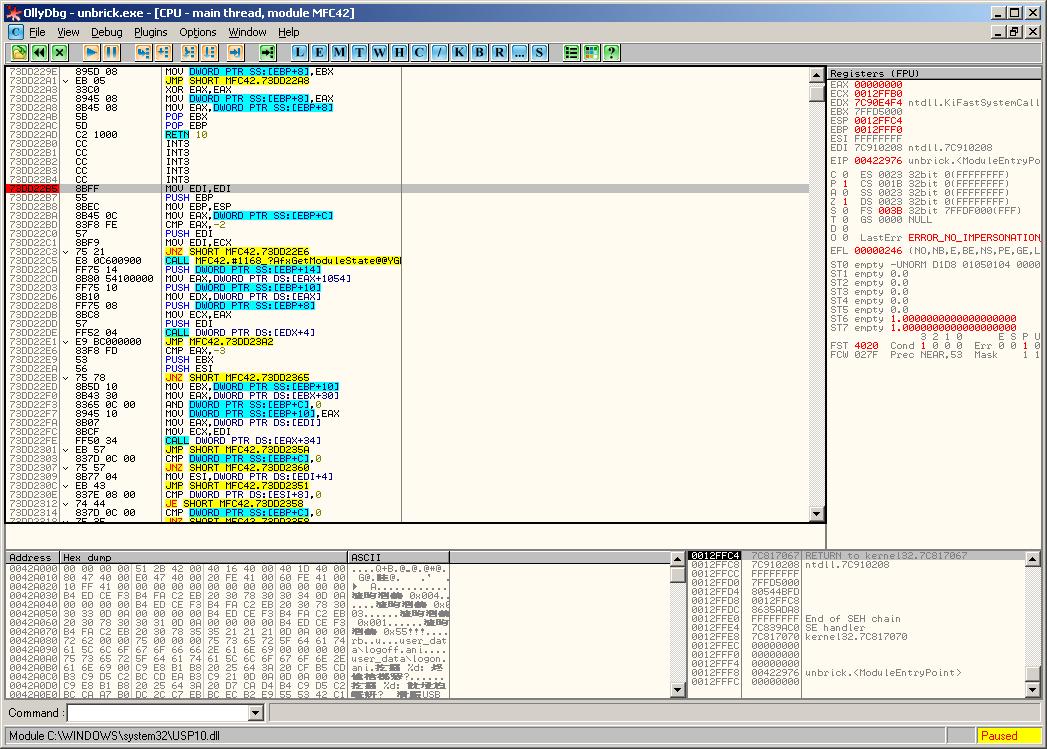 OllyDbg - unbrick.exe - [CPU - main thread, module MFC42]
C File View Debug Plugins Options Window Help
L E M T W H C / K B R ... S ?
73DD229E 895D 08 MOV DWORD PTR SS:[EBP+8],EBX
73DD22A1 EB 05 JMP SHORT MFC42.73DD22A8
73DD22A3 33C0 XOR EAX,EAX
73DD22A5 8945 08 MOV DWORD PTR SS:[EBP+8],EAX
73DD22A8 8B45 08 MOV EAX,DWORD PTR SS:[EBP+8]
73DD22AB 5B POP EBX
73DD22AC 5D POP EBP
73DD22AD C2 1000 RETN 10
73DD22B0 CC INT3
73DD22B1 CC INT3
73DD22B2 CC INT3
73DD22B3 CC INT3
73DD22B4 CC INT3
73DD22B5 8BFF MOV EDI,EDI
73DD22B7 55 PUSH EBP
73DD22B8 8BEC MOV EBP,ESP
73DD22BA 8B45 0C MOV EAX,DWORD PTR SS:[EBP+C]
73DD22BD 83F8 FE CMP EAX,-2
73DD22C0 57 PUSH EDI
73DD22C1 8BF9 MOV EDI,ECX
73DD22C3 75 21 JNZ SHORT MFC42.73DD22E6
73DD22C5 E8 0C600900 CALL MFC42.#1168_?AfxGetModuleState@@YG
73DD22CA FF75 14 PUSH DWORD PTR SS:[EBP+14]
73DD22CD 8B80 54100000 MOV EAX,DWORD PTR DS:[EAX+1054]
73DD22D3 FF75 10 PUSH DWORD PTR SS:[EBP+10]
73DD22D6 8B10 MOV EDX,DWORD PTR DS:[EAX]
73DD22D8 FF75 08 PUSH DWORD PTR SS:[EBP+8]
73DD22DB 8BC8 MOV ECX,EAX
73DD22DD 57 PUSH EDI
73DD22DE FF52 04 CALL DWORD PTR DS:[EDX+4]
73DD22E1 E9 BC000000 JMP MFC42.73DD23A2
73DD22E6 83F8 FD CMP EAX,-3
73DD22E9 53 PUSH EBX
73DD22EA 56 PUSH ESI
73DD22EB 75 78 JNZ SHORT MFC42.73DD2365
73DD22ED 8B5D 10 MOV EBX,DWORD PTR SS:[EBP+10]
73DD22F0 8B43 30 MOV EAX,DWORD PTR DS:[EBX+30]
73DD22F3 8365 0C 00 AND DWORD PTR SS:[EBP+C],0
73DD22F7 8945 10 MOV DWORD PTR SS:[EBP+10],EAX
73DD22FA 8B07 MOV EAX,DWORD PTR DS:[EDI]
73DD22FC 8BCF MOV ECX,EDI
73DD22FE FF50 34 CALL DWORD PTR DS:[EAX+34]
73DD2301 EB 57 JMP SHORT MFC42.73DD235A
73DD2303 837D 0C 00 CMP DWORD PTR SS:[EBP+C],0
73DD2307 75 57 JNZ SHORT MFC42.73DD2360
73DD2309 8B77 04 MOV ESI,DWORD PTR DS:[EDI+4]
73DD230C EB 43 JMP SHORT MFC42.73DD2351
73DD230E 837E 08 00 CMP DWORD PTR DS:[ESI+8],0
73DD2312 74 44 JE SHORT MFC42.73DD2358
73DD2314 837D 0C 00 CMP DWORD PTR SS:[EBP+C],0
Registers (FPU)
EAX 00000000
ECX 0012FFB0
EDX 7C90E4F4 ntdll.KiFastSystemCall
EBX 7FFD5000
ESP 0012FFC4
EBP 0012FFF0
ESI FFFFFFFF
EDI 7C910208 ntdll.7C910208
EIP 00422976 unbrick.<ModuleEntryPo
C 0 ES 0023 32bit 0(FFFFFFFF)
P 1 CS 001B 32bit 0(FFFFFFFF)
A 0 SS 0023 32bit 0(FFFFFFFF)
Z 1 DS 0023 32bit 0(FFFFFFFF)
S 0 FS 003B 32bit 7FFDF000(FFF)
T 0 GS 0000 NULL
D 0
O 0 LastErr ERROR_NO_IMPERSONATION
EFL 00000246 (NO,NB,E,BE,NS,PE,GE,L
ST0 empty -UNORM D1D8 01050104 0000
ST1 empty 0.0
ST2 empty 0.0
ST3 empty 0.0
ST4 empty 0.0
ST5 empty 0.0
ST6 empty 1.0000000000000000000
ST7 empty 1.0000000000000000000
3 2 1 0 E S P U
FST 4020 Cond 1 0 0 0 Err 0 0 1 0
FCW 027F Prec NEAR,53 Mask 1 1
Address Hex dump ASCII
0042A000 00 00 00 00 51 2B 42 00 40 16 40 00 40 1D 40 00
0042A010 B0 47 40 00 E0 47 40 00 20 FE 41 00 60 FE 41 00
0042A020 10 FF 41 00 00 00 00 00 00 00 00 00 00 00 00 00
0042A030 B4 ED CE F3 B4 FA C2 EB 20 30 78 30 30 34 0D 0A
0042A040 00 00 00 00 B4 ED CE F3 B4 FA C2 EB 20 30 78 30
0042A050 30 33 0D 0A 00 00 00 00 B4 ED CE F3 B4 FA C2 EB
0042A060 20 30 78 30 30 31 0D 0A 00 00 00 00 B4 ED CE F3
0042A070 B4 FA C2 EB 20 30 78 35 35 21 21 21 0D 0A 00 00
0042A080 72 62 00 00 75 00 00 00 75 73 65 72 5F 64 61 74
0042A090 61 5C 6C 6F 67 6F 66 66 2E 61 6E 69 00 00 00 00
0042A0A0 75 73 65 72 5F 64 61 74 61 5C 6C 6F 67 6F 6E 2E
0042A0B0 61 6E 69 00 C9 E8 B1 B8 20 25 64 3A 20 CF B5 CD
0042A0C0 B3 C9 D5 C2 BC CD EA B3 C9 21 0D 0A 0D 0A 00 00
0042A0D0 C9 E8 B1 B8 20 25 64 3A 20 D7 CA D4 B4 C9 D5 C2
0042A0E0 BC CA A7 B0 DC 2C C7 EB BC EC B2 E9 55 53 42 C1
0012FFC4 7C817067 RETURN to kernel32.7C817067
0012FFC8 7C910208 ntdll.7C910208
0012FFCC FFFFFFFF
0012FFD0 7FFD5000
0012FFD4 80544BFD
0012FFD8 0012FFC8
0012FFDC 8635ADA8
0012FFE0 FFFFFFFF End of SEH chain
0012FFE4 7C839AC0 SE handler
0012FFE8 7C817070 kernel32.7C817070
0012FFEC 00000000
0012FFF0 00000000
0012FFF4 00000000
0012FFF8 00422976 unbrick.<ModuleEntryPoint>
0012FFFC 00000000
Command :
Module C:\WINDOWS\system32\USP10.dll Paused